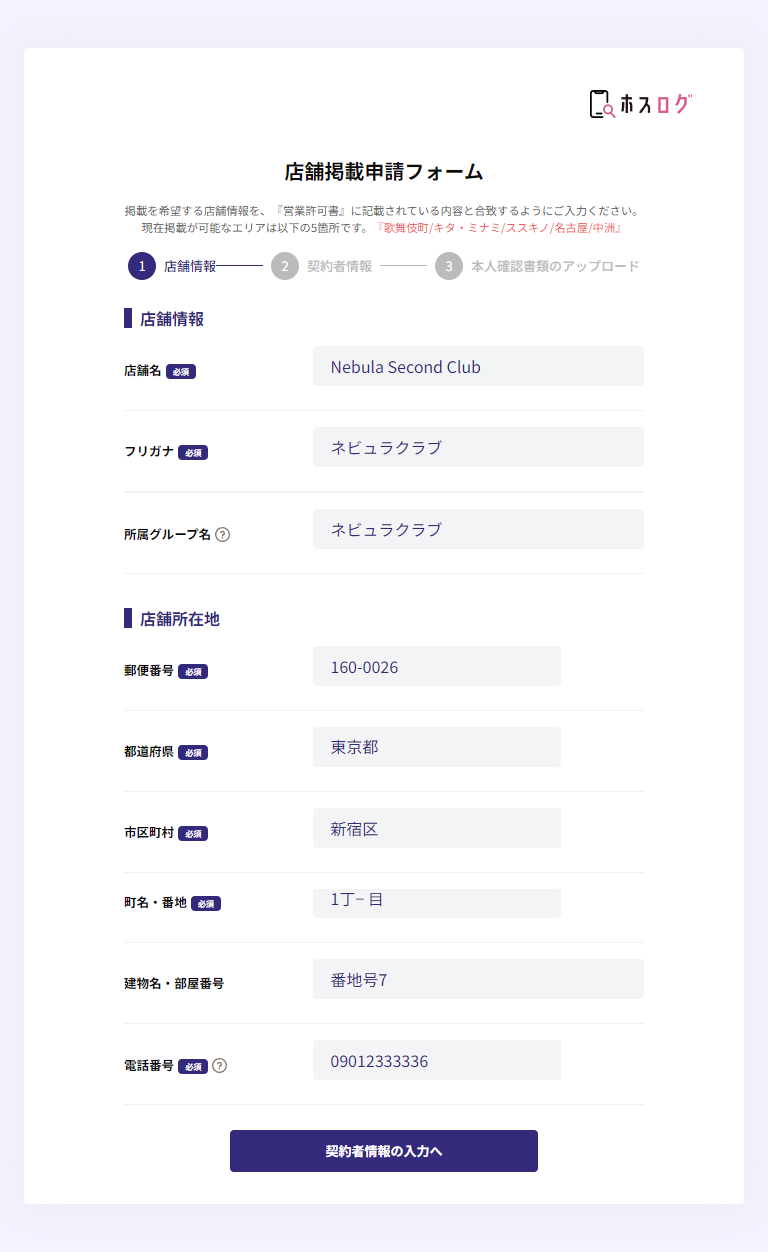 ホスログ
店舗掲載申請フォーム
掲載を希望する店舗情報を、『営業許可書』に記載されている内容と合致するようにご入力ください。
現在掲載が可能なエリアは以下の5箇所です。『歌舞伎町/キタ・ミナミ/ススキノ/名古屋/中洲』
1 店舗情報 2 契約者情報 3 本人確認書類のアップロード
店舗情報
店舗名 必須 Nebula Second Club
フリガナ 必須 ネビュラクラブ
所属グループ名 ? ネビュラクラブ
店舗所在地
郵便番号 必須 160-0026
都道府県 必須 東京都
市区町村 必須 新宿区
町名・番地 必須 1丁− 目
建物名・部屋番号 番地号7
電話番号 必須 ? 09012333336
契約者情報の入力へ